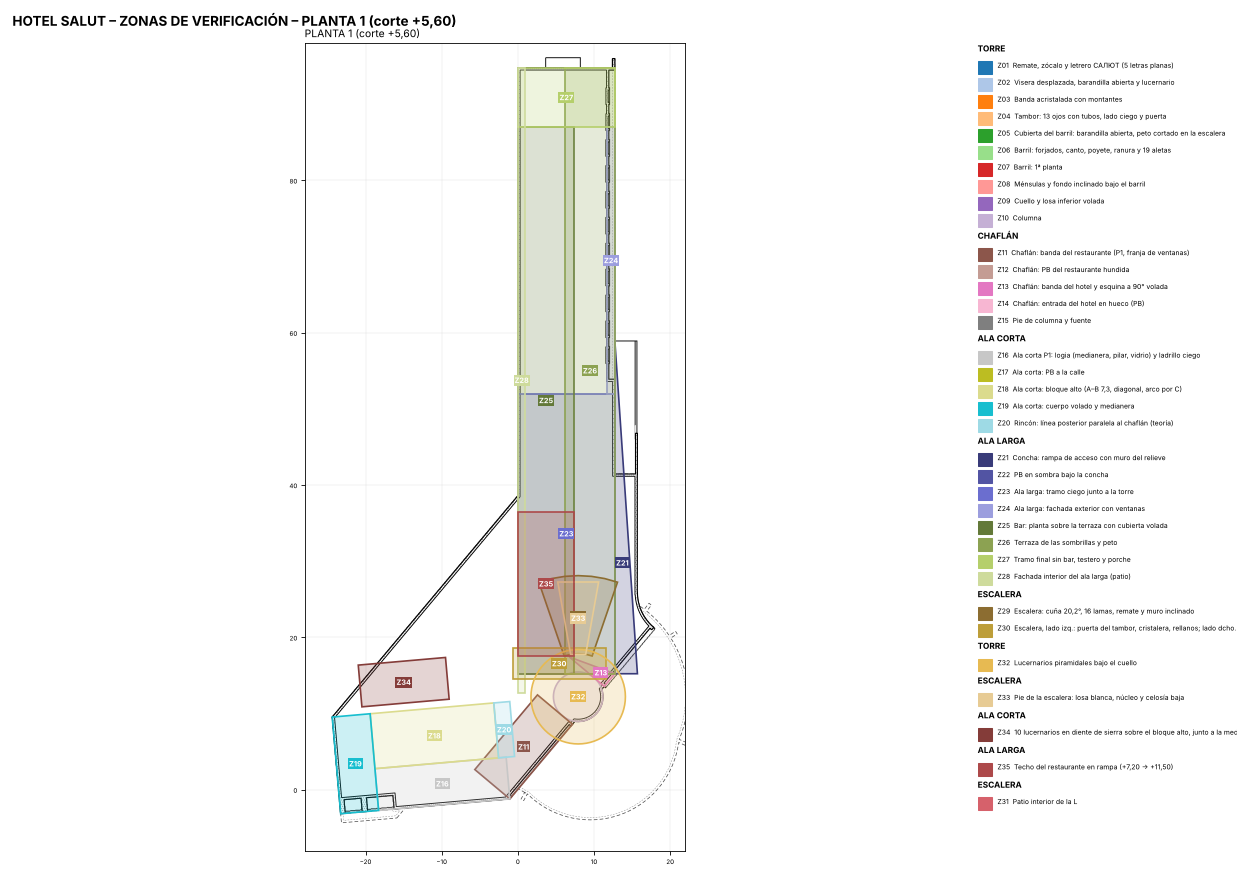 HOTEL SALUT – ZONAS DE VERIFICACIÓN – PLANTA 1 (corte +5,60)
PLANTA 1 (corte +5,60)
Z27
80
Z24
60
Z26
Z28
Z25
40
Z23
Z21
Z35
Z33
20
Z30
Z13
Z34
Z32
Z20
Z18
Z11
Z19
Z16
0
−20
−10
0
10
20
TORRE
Z01 Remate, zócalo y letrero САЛЮТ (5 letras planas)
Z02 Visera desplazada, barandilla abierta y lucernario
Z03 Banda acristalada con montantes
Z04 Tambor: 13 ojos con tubos, lado ciego y puerta
Z05 Cubierta del barril: barandilla abierta, peto cortado en la escalera
Z06 Barril: forjados, canto, poyete, ranura y 19 aletas
Z07 Barril: 1ª planta
Z08 Ménsulas y fondo inclinado bajo el barril
Z09 Cuello y losa inferior volada
Z10 Columna
CHAFLÁN
Z11 Chaflán: banda del restaurante (P1, franja de ventanas)
Z12 Chaflán: PB del restaurante hundida
Z13 Chaflán: banda del hotel y esquina a 90° volada
Z14 Chaflán: entrada del hotel en hueco (PB)
Z15 Pie de columna y fuente
ALA CORTA
Z16 Ala corta P1: logia (medianera, pilar, vidrio) y ladrillo ciego
Z17 Ala corta: PB a la calle
Z18 Ala corta: bloque alto (A–B 7,3, diagonal, arco por C)
Z19 Ala corta: cuerpo volado y medianera
Z20 Rincón: línea posterior paralela al chaflán (teoría)
ALA LARGA
Z21 Concha: rampa de acceso con muro del relieve
Z22 PB en sombra bajo la concha
Z23 Ala larga: tramo ciego junto a la torre
Z24 Ala larga: fachada exterior con ventanas
Z25 Bar: planta sobre la terraza con cubierta volada
Z26 Terraza de las sombrillas y peto
Z27 Tramo final sin bar, testero y porche
Z28 Fachada interior del ala larga (patio)
ESCALERA
Z29 Escalera: cuña 20,2°, 16 lamas, remate y muro inclinado
Z30 Escalera, lado izq.: puerta del tambor, cristalera, rellanos; lado dcho.
TORRE
Z32 Lucernarios piramidales bajo el cuello
ESCALERA
Z33 Pie de la escalera: losa blanca, núcleo y celosía baja
ALA CORTA
Z34 10 lucernarios en diente de sierra sobre el bloque alto, junto a la med
ALA LARGA
Z35 Techo del restaurante en rampa (+7,20 → +11,50)
ESCALERA
Z31 Patio interior de la L